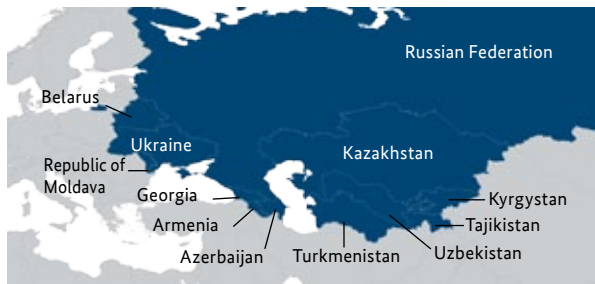 Russian Federation
Belarus
Ukraine
Kazakhstan
Republic of
Moldava
Georgia
Kyrgystan
Armenia
Tajikistan
Azerbaijan
Turkmenistan
Uzbekistan